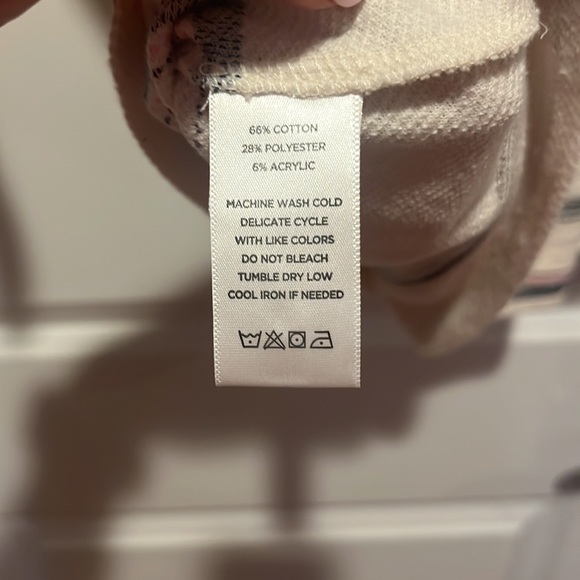 66% COTTON
28% POLYESTER
6% ACRYLIC
MACHINE WASH COLD
DELICATE CYCLE
WITH LIKE COLORS
DO NOT BLEACH
TUMBLE DRY LOW
COOL IRON IF NEEDED